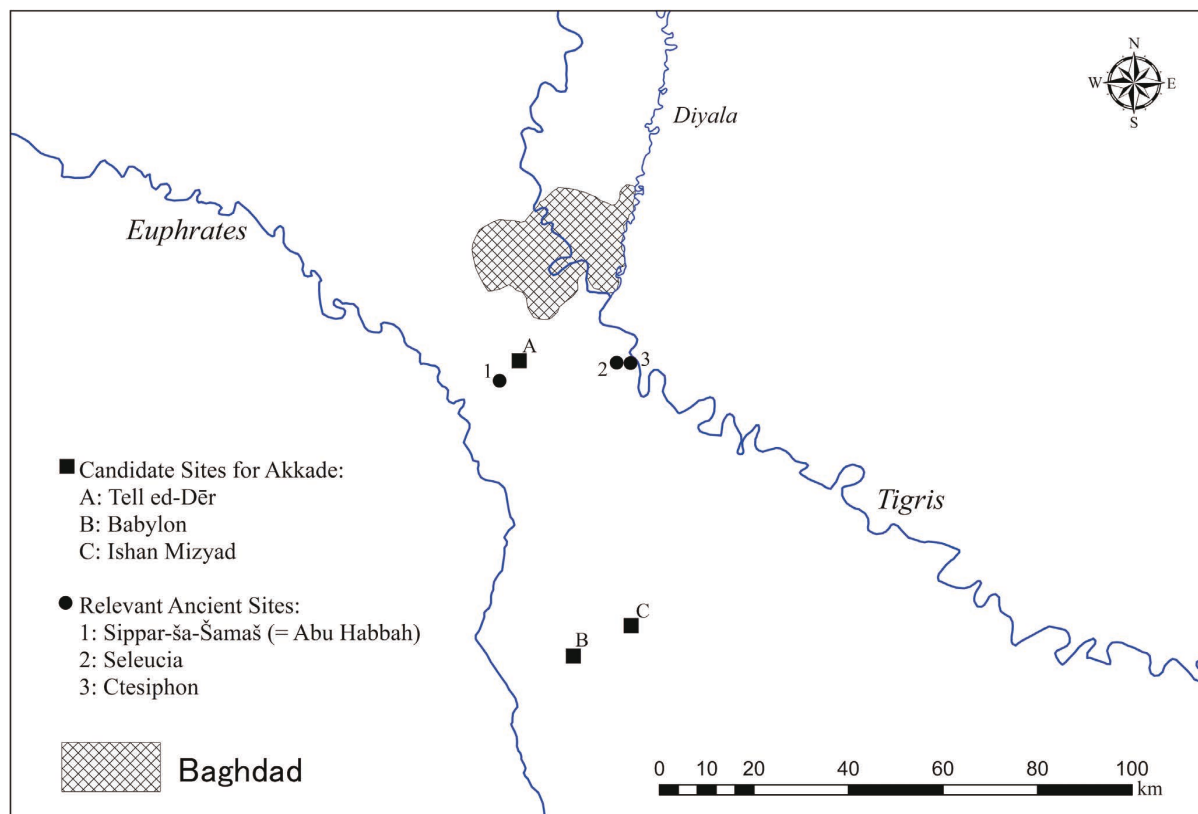 N
W E
S
Diyala
Euphrates
A
1
2 3
Tigris
Candidate Sites for Akkade:
A: Tell ed-Dēr
B: Babylon
C: Ishan Mizyad
Relevant Ancient Sites:
1: Sippar-ša-Šamaš (= Abu Habbah)
2: Seleucia
3: Ctesiphon
C
B
Baghdad
0 10 20 40 60 80 100
km